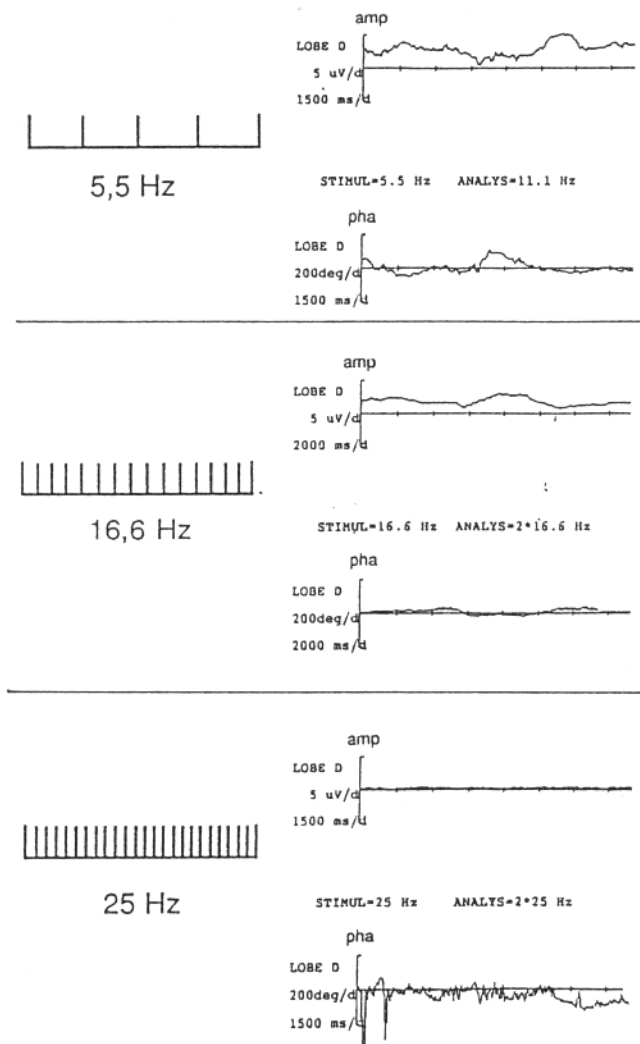 amp
LOBE D
5 uV/d
1500 ms/d
5,5 Hz
STIMUL=5.5 Hz ANALYS=11.1 Hz
pha
LOBE D
200deg/d
1500 ms/d
amp
LOBE D
5 uV/d
2000 ms/d
16,6 Hz
STIMUL=16.6 Hz ANALYS=2*16.6 Hz
pha
LOBE D
200deg/d
2000 ms/d
amp
LOBE D
5 uV/d
1500 ms/d
25 Hz
STIMUL=25 Hz ANALYS=2*25 Hz
pha
LOBE D
200deg/d
1500 ms/d